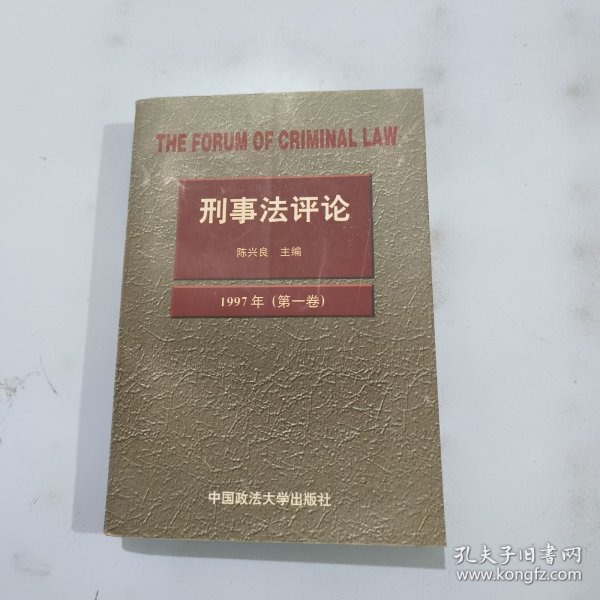 THE FORUM OF CRIMINAL LAW
刑事法评论
陈兴良 主编
1997年(第一卷)
中国政法大学出版社
孔夫子旧书网
www.kongfz.com